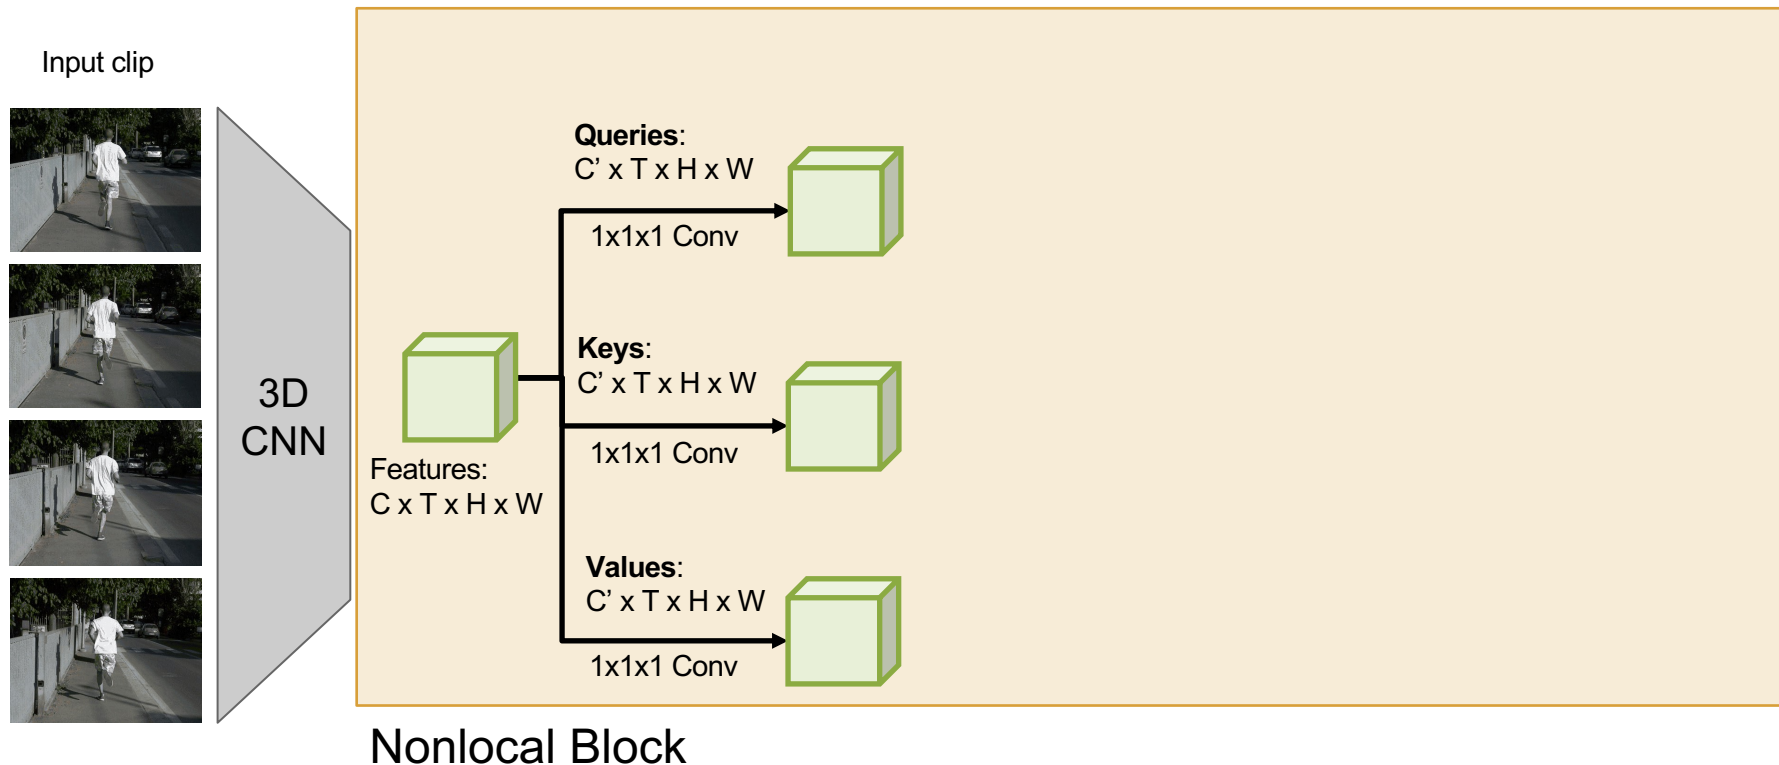 Input clip
3D
CNN
Features:
C x T x H x W
Queries:
C’ x T x H x W
1x1x1 Conv
Keys:
C’ x T x H x W
1x1x1 Conv
Values:
C’ x T x H x W
1x1x1 Conv
Nonlocal Block